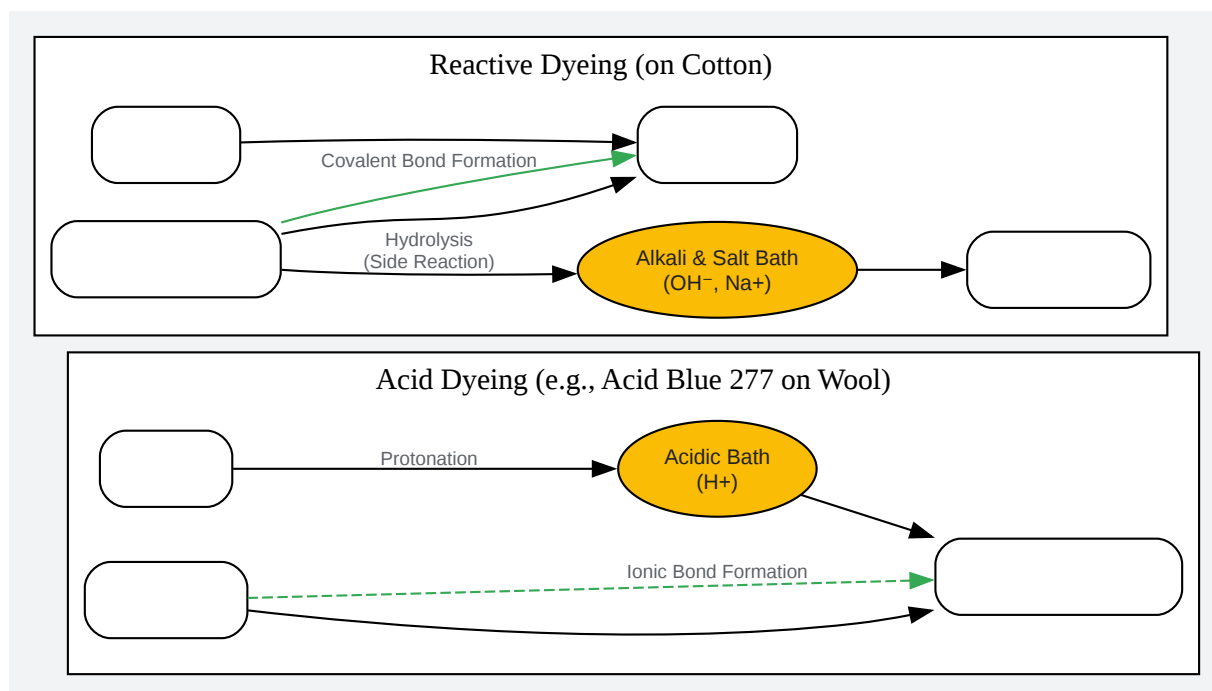 Reactive Dyeing (on Cotton)
Covalent Bond Formation
Hydrolysis
(Side Reaction)
Alkali & Salt Bath
(OH⁻, Na+)
Acid Dyeing (e.g., Acid Blue 277 on Wool)
Protonation
Acidic Bath
(H+)
Ionic Bond Formation